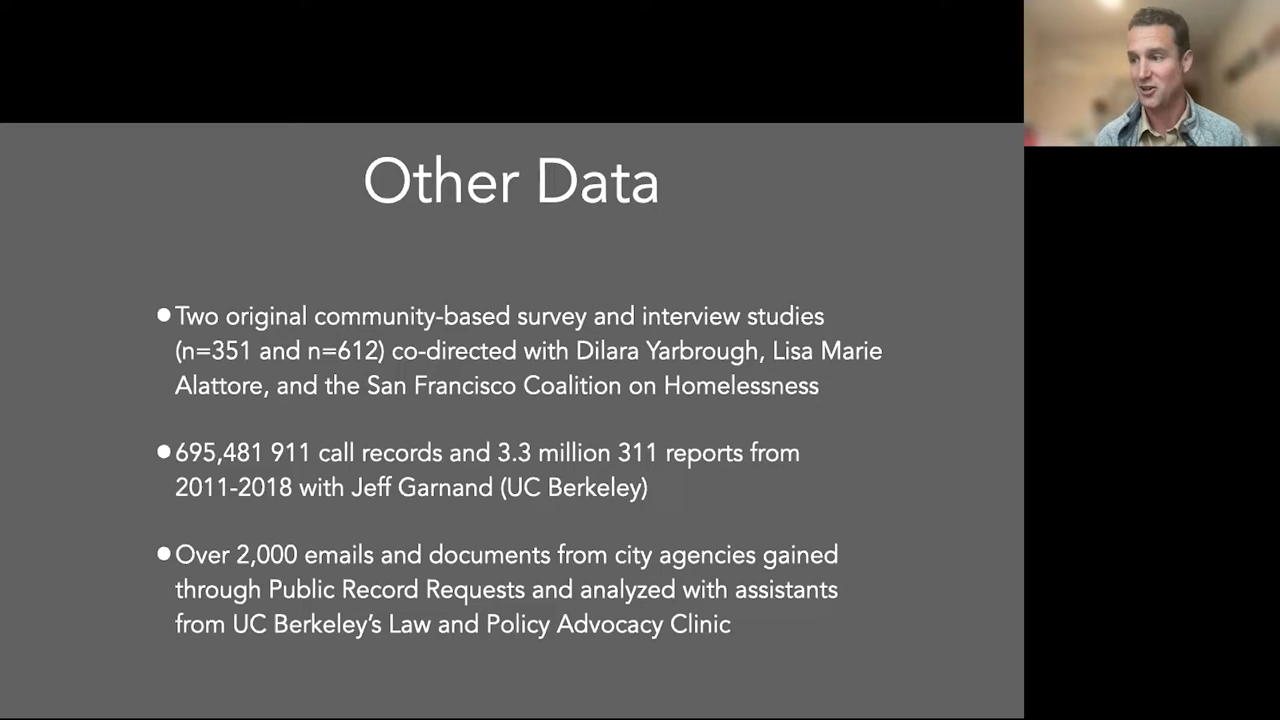 Other Data
●Two original community-based survey and interview studies
(n=351 and n=612) co-directed with Dilara Yarbrough, Lisa Marie
Alattore, and the San Francisco Coalition on Homelessness
●695,481 911 call records and 3.3 million 311 reports from
2011-2018 with Jeff Garnand (UC Berkeley)
●Over 2,000 emails and documents from city agencies gained
through Public Record Requests and analyzed with assistants
from UC Berkeley’s Law and Policy Advocacy Clinic